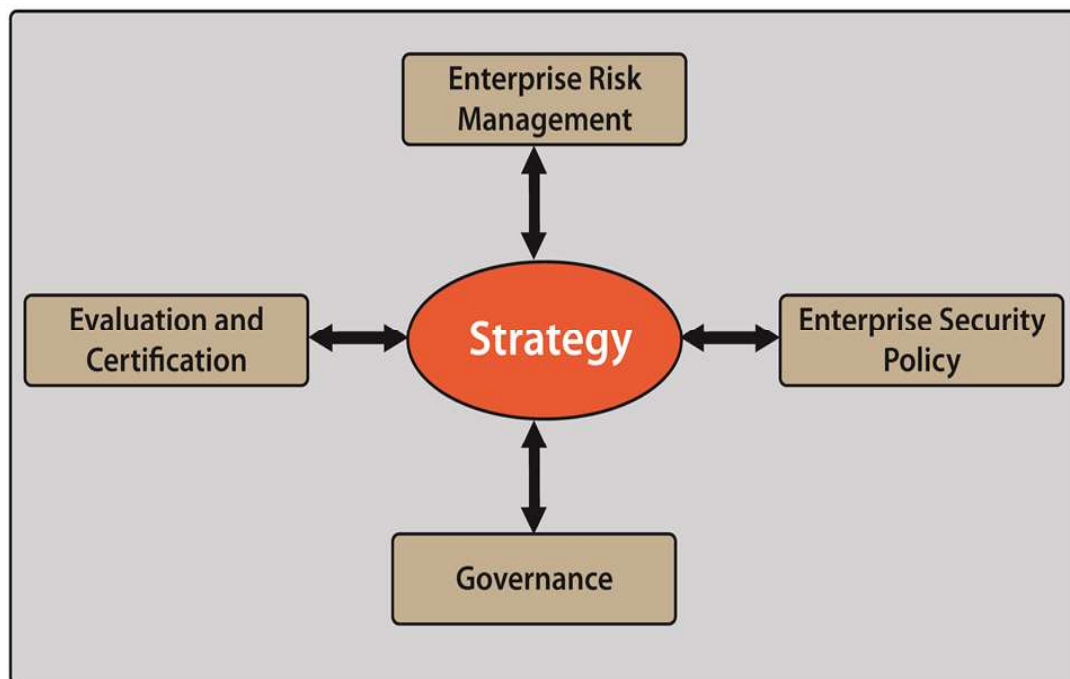 Enterprise Risk
Management
Evaluation and
Certification
Strategy
Enterprise Security
Policy
Governance